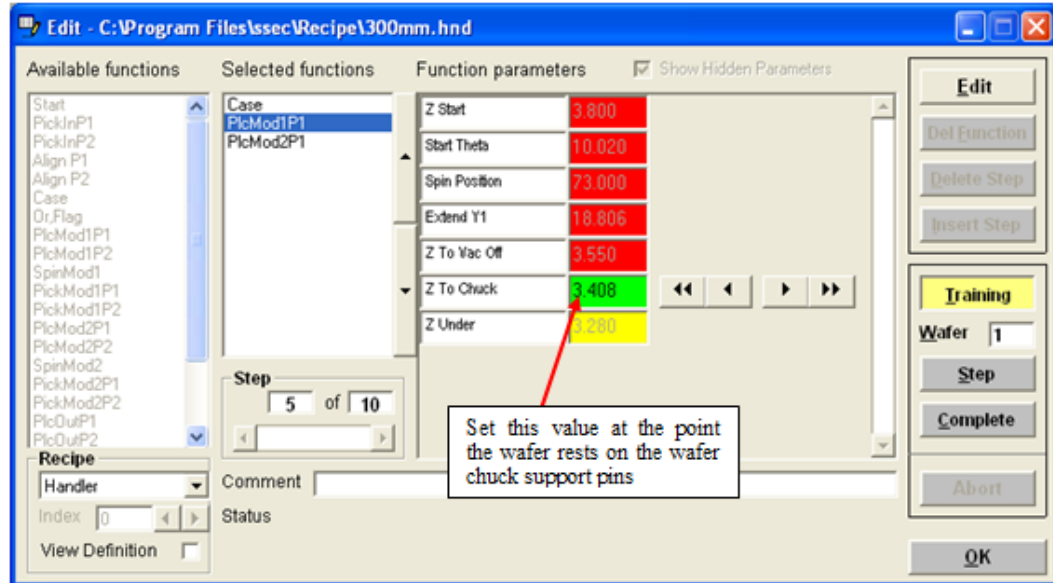 Edit - C:\Program Files\ssec\Recipe\300mm.hnd
Available functions
Start
PickInP1
PickInP2
Align P1
Align P2
Case
Or,Flag
PlcMod1P1
PlcMod1P2
SpinMod1
PickMod1P1
PickMod1P2
PlcMod2P1
PlcMod2P2
SpinMod2
PickMod2P1
PickMod2P2
PlcOutP1
PlcOutP2
Recipe
Handler
Index 0
View Definition
Selected functions
Case
PlcMod1P1
PlcMod2P1
Step
5 of 10
Function parameters
Show Hidden Parameters
Z Start 3.800
Start Theta 10.020
Spin Position 73.000
Extend Y1 18.806
Z To Vac Off 3.550
Z To Chuck 3.408
Z Under 3.280
Set this value at the point
the wafer rests on the wafer
chuck support pins
Comment
Status
Edit
Del Function
Delete Step
Insert Step
Training
Wafer 1
Step
Complete
Abort
OK